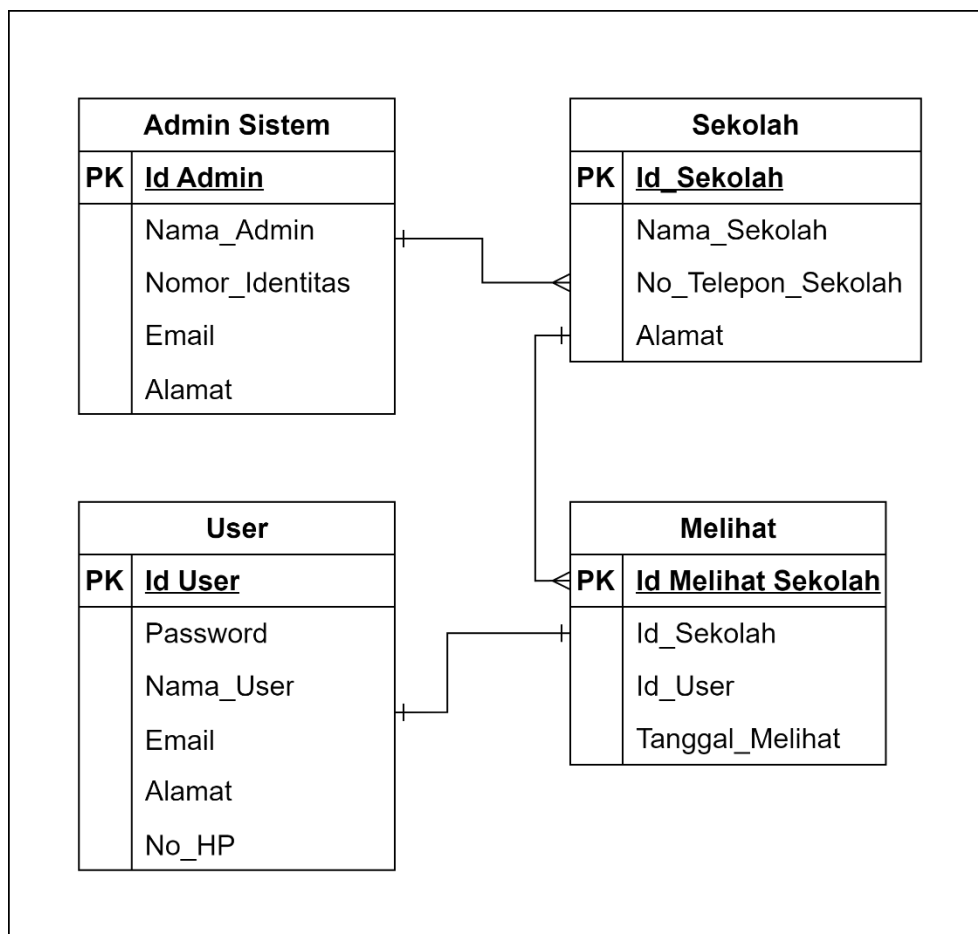 Admin Sistem
PK Id Admin
Nama_Admin
Nomor_Identitas
Email
Alamat
Sekolah
PK Id_Sekolah
Nama_Sekolah
No_Telepon_Sekolah
Alamat
User
PK Id User
Password
Nama_User
Email
Alamat
No_HP
Melihat
PK Id Melihat Sekolah
Id_Sekolah
Id_User
Tanggal_Melihat